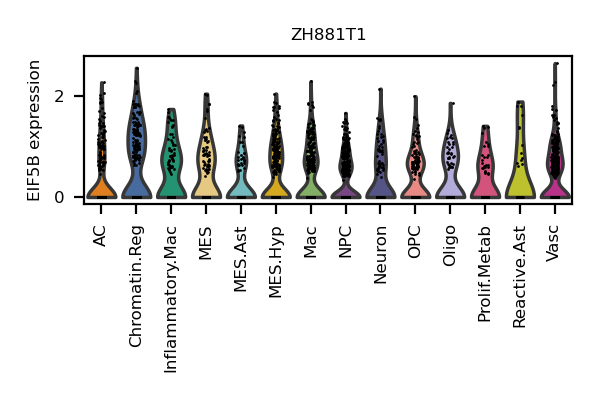 ZH881T1
EIF5B expression
2
0
AC
Chromatin.Reg
Inflammatory.Mac
MES
MES.Ast
MES.Hyp
Mac
NPC
Neuron
OPC
Oligo
Prolif.Metab
Reactive.Ast
Vasc